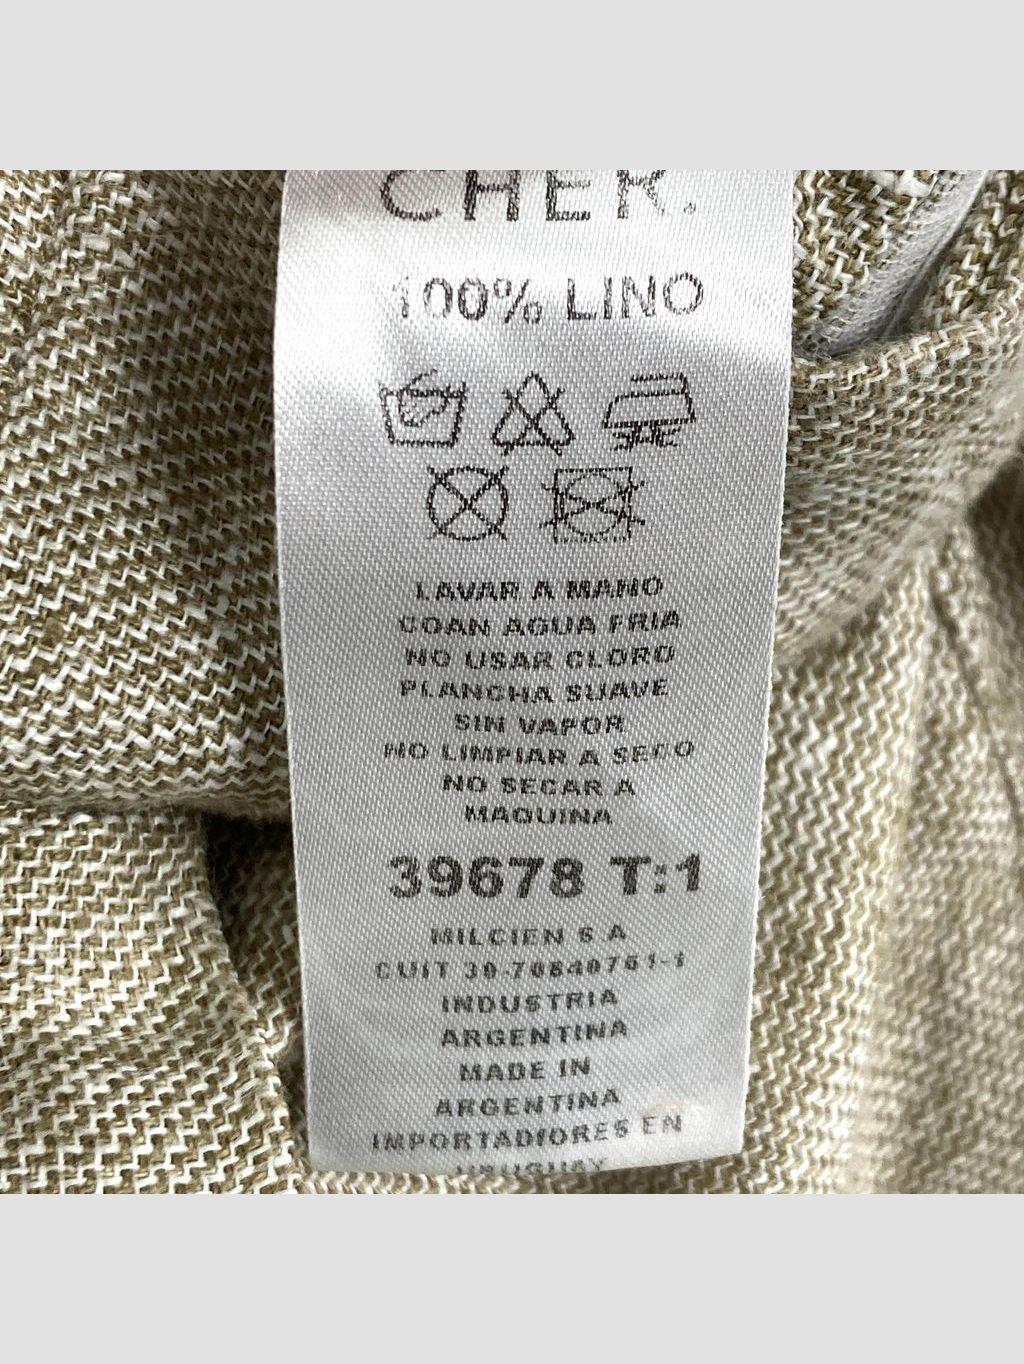 CHER.
100% LINO
LAVAR A MANO
COAN AGUA FRIA
NO USAR CLORO
PLANCHA SUAVE
SIN VAPOR
NO LIMPIAR A SECO
NO SECAR A
MAQUINA
39678 T:1
MILCIEN S A
CUIT 30-70840761-1
INDUSTRIA
ARGENTINA
MADE IN
ARGENTINA
IMPORTADIORES EN
URUGUAY